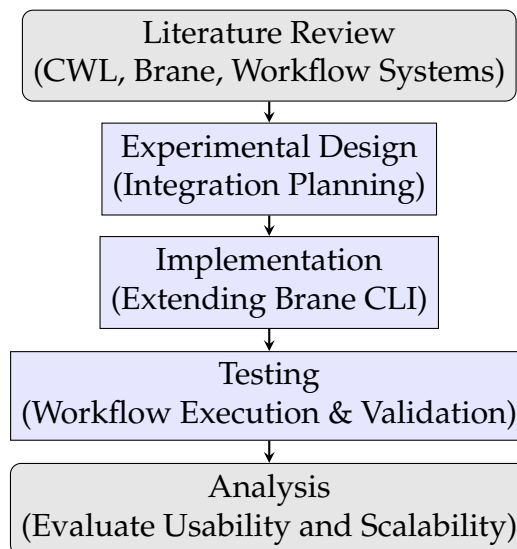 Literature Review
(CWL, Brane, Workflow Systems)
Experimental Design
(Integration Planning)
Implementation
(Extending Brane CLI)
Testing
(Workflow Execution & Validation)
Analysis
(Evaluate Usability and Scalability)